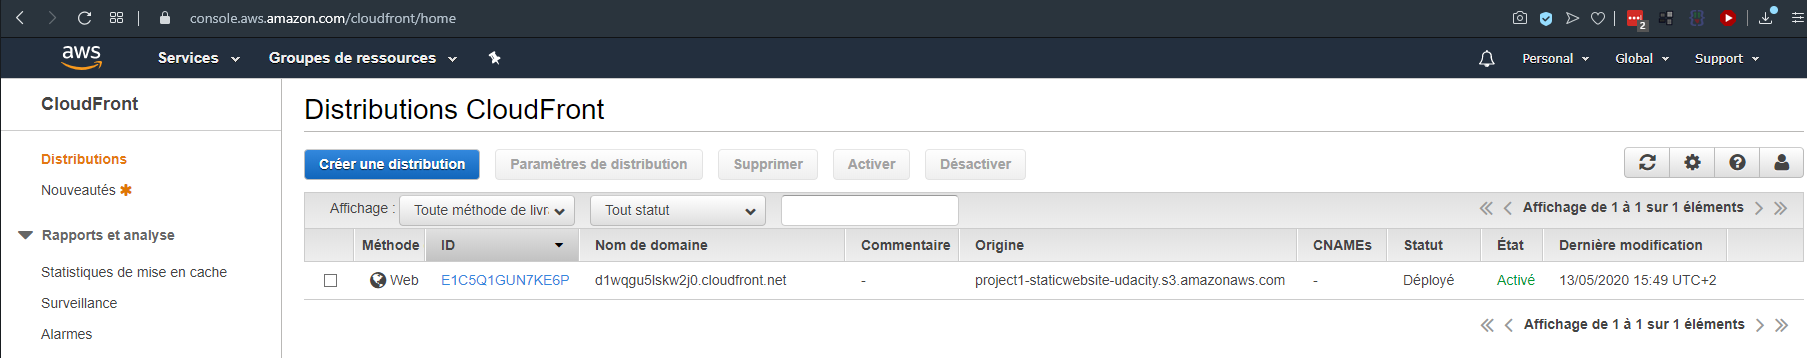 console.aws.amazon.com/cloudfront/home
2
aws
Services
Groupes de ressources
Personal
Global
Support
CloudFront
Distributions
Nouveautés
Rapports et analyse
Statistiques de mise en cache
Surveillance
Alarmes
Distributions CloudFront
Créer une distribution
Paramètres de distribution
Supprimer
Activer
Désactiver
Affichage : Toute méthode de livr
Tout statut
Affichage de 1 à 1 sur 1 éléments
Méthode ID Nom de domaine Commentaire Origine CNAMEs Statut État Dernière modification
Web E1C5Q1GUN7KE6P d1wqgu5lskw2j0.cloudfront.net - project1-staticwebsite-udacity.s3.amazonaws.com - Déployé Activé 13/05/2020 15:49 UTC+2
Affichage de 1 à 1 sur 1 éléments